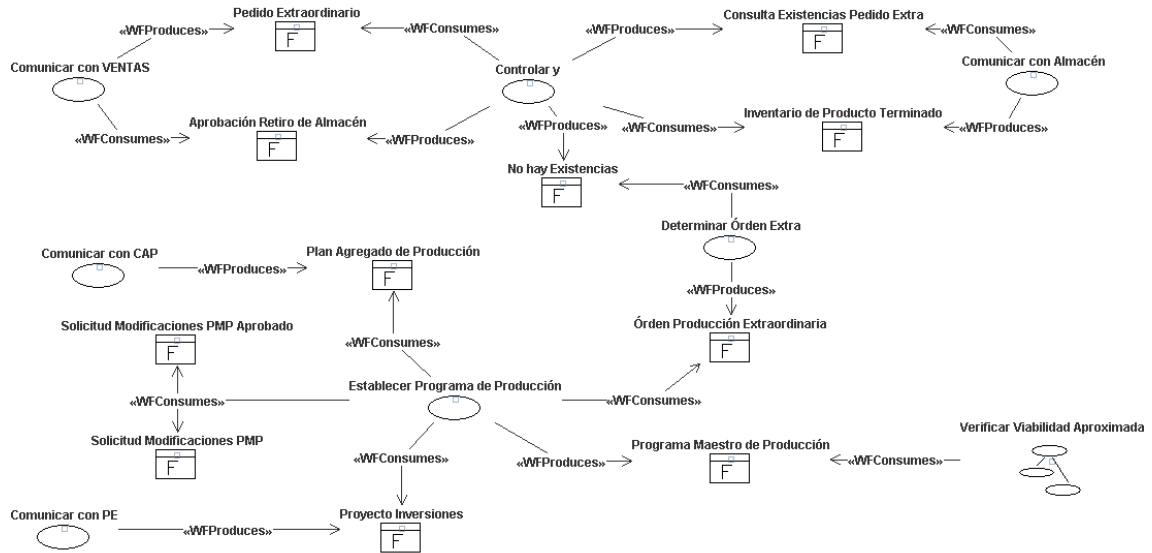 Pedido Extraordinario
Consulta Existencias Pedido Extra
«WFProduces»
F
«WFConsumes»
«WFProduces»
F
«WFConsumes»
Comunicar con VENTAS
Controlar y
Comunicar con Almacén
Aprobación Retiro de Almacén
Inventario de Producto Terminado
«WFConsumes»
F
«WFProduces»
«WFProduces»
«WFConsumes»
F
«WFProduces»
No hay Existencias
F
«WFConsumes»
Determinar Órden Extra
Comunicar con CAP
Plan Agregado de Producción
«WFProduces»
F
«WFProduces»
Solicitud Modificaciones PMP Aprobado
Órden Producción Extraordinaria
F
«WFConsumes»
F
Establecer Programa de Producción
«WFConsumes»
«WFConsumes»
Solicitud Modificaciones PMP
Programa Maestro de Producción
Verificar Viabilidad Aproximada
F
«WFConsumes»
«WFProduces»
F
«WFConsumes»
Comunicar con PE
Proyecto Inversiones
«WFProduces»
F